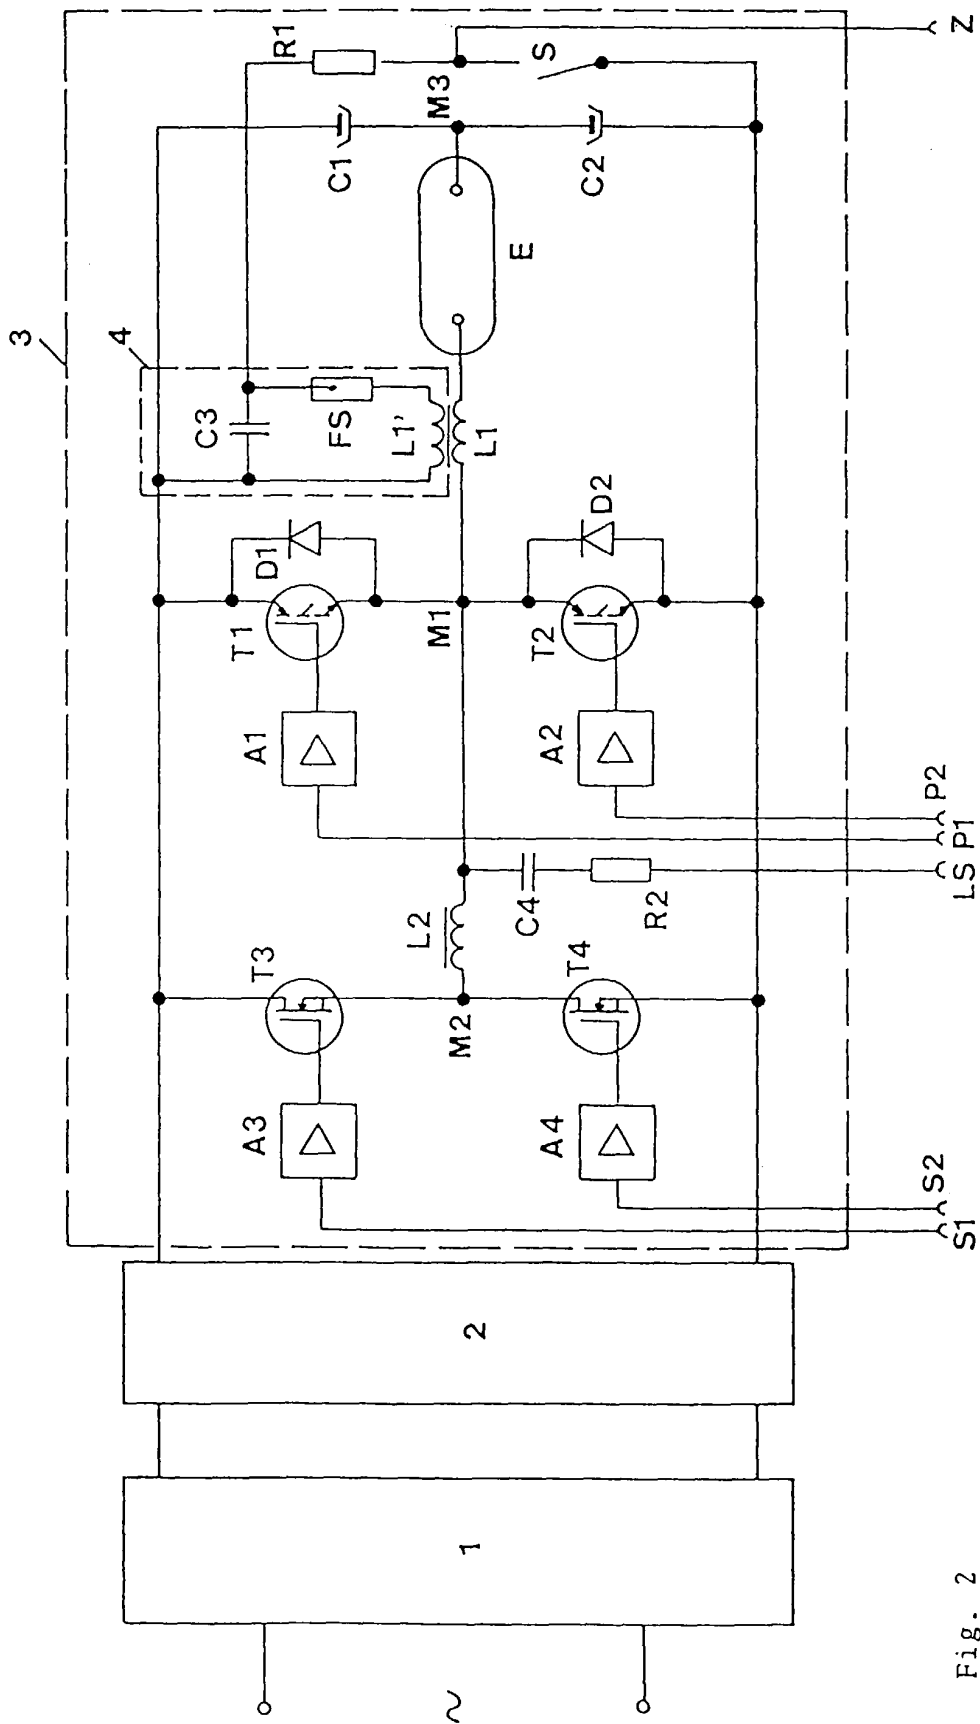 3
4
C3
FS
L1'
L1
R1
C1
M3
S
C2
E
Z
T1
D1
A1
M1
T2
D2
A2
T3
L2
A3
M2
T4
C4
R2
A4
P2
P1
LS
S2
S1
2
1
~
Fig. 2